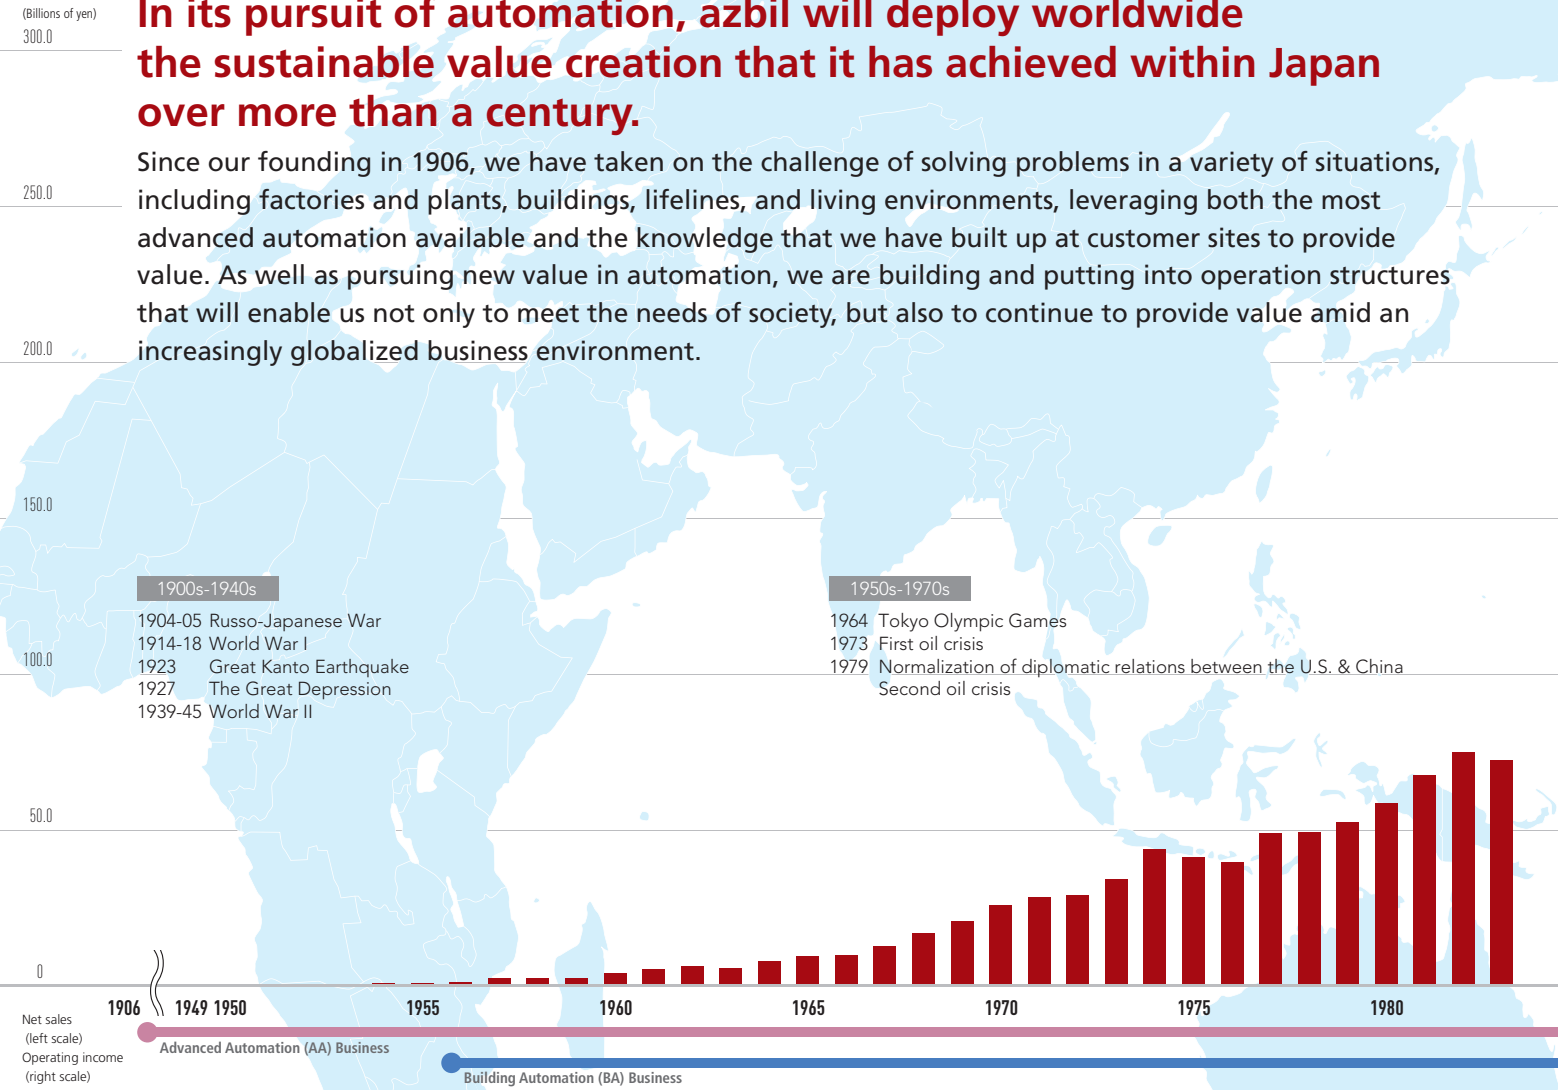 (Billions of yen)
300.0
250.0
200.0
150.0
100.0
50.0
0
In its pursuit of automation, azbil will deploy worldwide
the sustainable value creation that it has achieved within Japan
over more than a century.
Since our founding in 1906, we have taken on the challenge of solving problems in a variety of situations,
including factories and plants, buildings, lifelines, and living environments, leveraging both the most
advanced automation available and the knowledge that we have built up at customer sites to provide
value. As well as pursuing new value in automation, we are building and putting into operation structures
that will enable us not only to meet the needs of society, but also to continue to provide value amid an
increasingly globalized business environment.
1900s-1940s
1904-05 Russo-Japanese War
1914-18 World War I
1923 Great Kanto Earthquake
1927 The Great Depression
1939-45 World War II
1950s-1970s
1964 Tokyo Olympic Games
1973 First oil crisis
1979 Normalization of diplomatic relations between the U.S. & China
Second oil crisis
1906 1949 1950 1955 1960 1965 1970 1975 1980
Net sales
(left scale)
Operating income
(right scale)
Advanced Automation (AA) Business
Building Automation (BA) Business